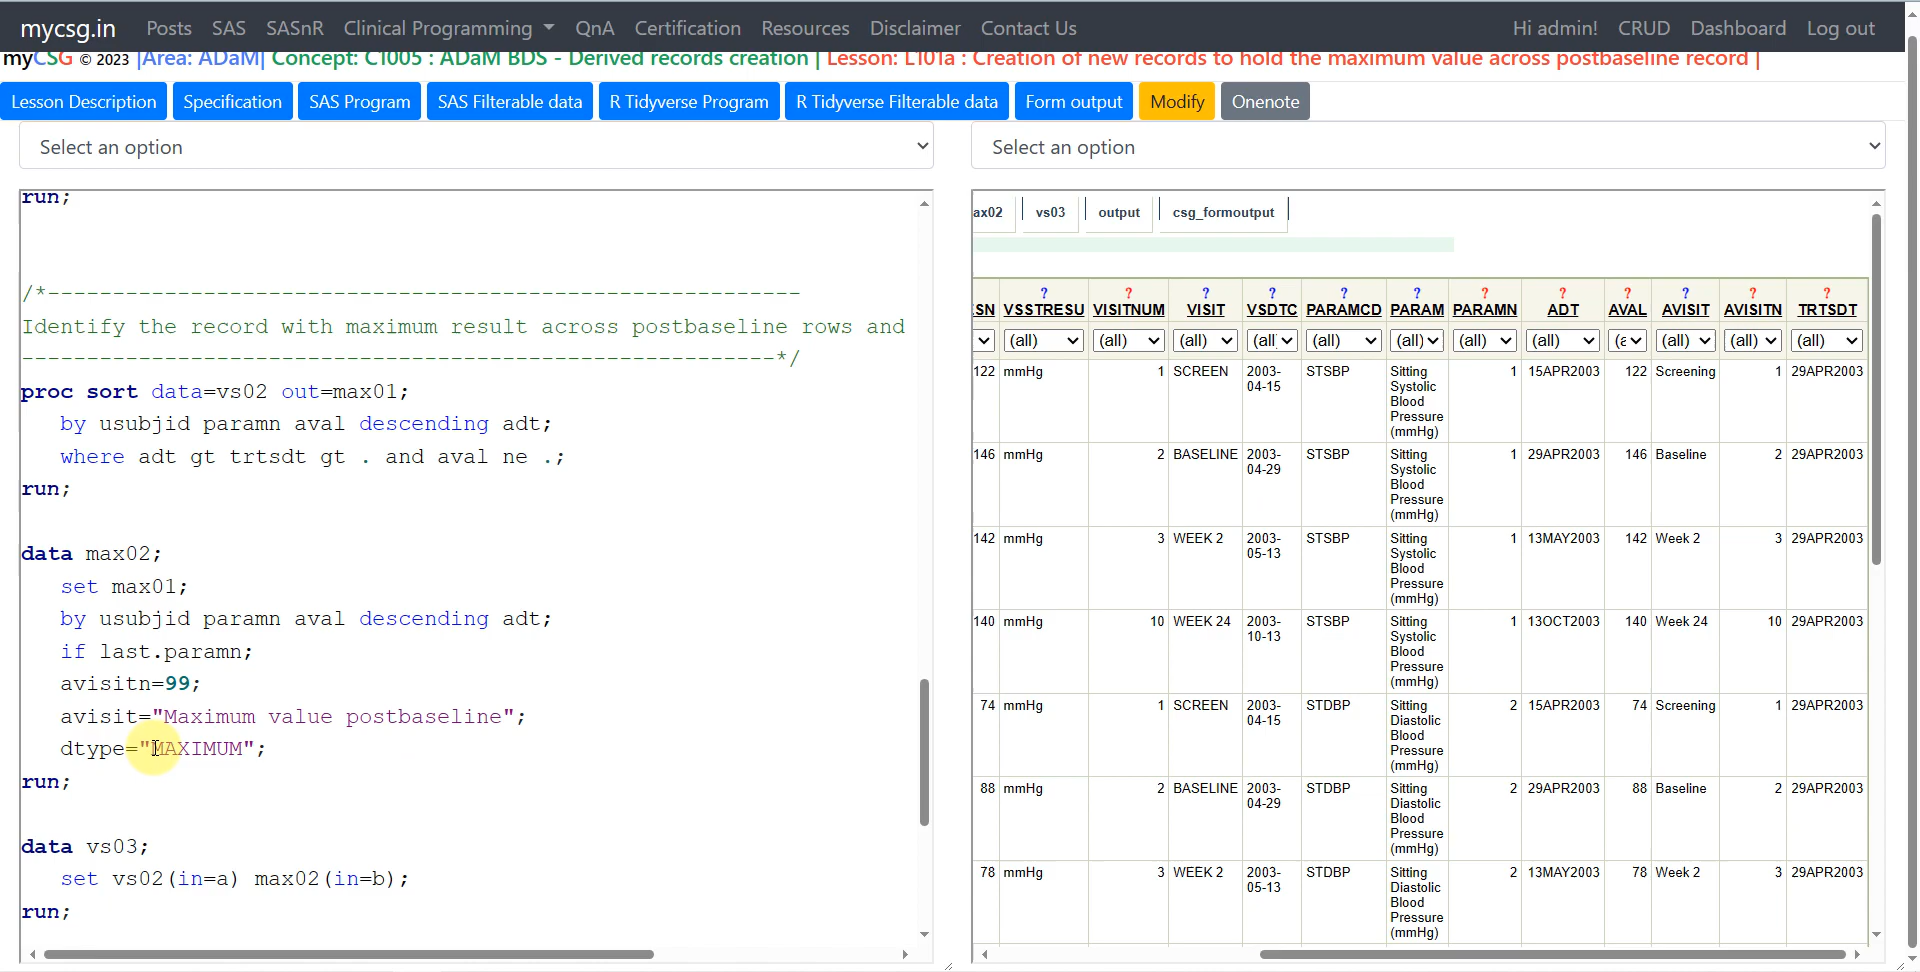 mycsg.in Posts SAS SASnR Clinical Programming QnA Certification Resources Disclaimer Contact Us Hi admin! CRUD Dashboard Log out
myCSG © 2023 |Area: ADaM| Concept: C1005 : ADaM BDS - Derived records creation | Lesson: L101a : Creation of new records to hold the maximum value across postbaseline record |
Lesson Description Specification SAS Program SAS Filterable data R Tidyverse Program R Tidyverse Filterable data Form output Modify Onenote
Select an option
run;
/*----------------------------------------------------------
Identify the record with maximum result across postbaseline rows and
----------------------------------------------------------*/
proc sort data=vs02 out=max01;
by usubjid paramn aval descending adt;
where adt gt trtsdt gt . and aval ne .;
run;
data max02;
set max01;
by usubjid paramn aval descending adt;
if last.paramn;
avisitn=99;
avisit="Maximum value postbaseline";
dtype="MAXIMUM";
run;
data vs03;
set vs02(in=a) max02(in=b);
run;
Select an option
ax02 vs03 output csg_formoutput
? ? ? ? ? ? ? ? ? ? ? ?
SN VSSTRESU VISITNUM VISIT VSDTC PARAMCD PARAM PARAMN ADT AVAL AVISIT AVISITN TRTSDT
(all) (all) (all) (all) (all) (all) (all) (all) (a (all) (all) (all)
122 mmHg 1 SCREEN 2003- STSBP Sitting 1 15APR2003 122 Screening 1 29APR2003
04-15 Systolic
Blood
Pressure
(mmHg)
146 mmHg 2 BASELINE 2003- STSBP Sitting 1 29APR2003 146 Baseline 2 29APR2003
04-29 Systolic
Blood
Pressure
(mmHg)
142 mmHg 3 WEEK 2 2003- STSBP Sitting 1 13MAY2003 142 Week 2 3 29APR2003
05-13 Systolic
Blood
Pressure
(mmHg)
140 mmHg 10 WEEK 24 2003- STSBP Sitting 1 13OCT2003 140 Week 24 10 29APR2003
10-13 Systolic
Blood
Pressure
(mmHg)
74 mmHg 1 SCREEN 2003- STDBP Sitting 2 15APR2003 74 Screening 1 29APR2003
04-15 Diastolic
Blood
Pressure
(mmHg)
88 mmHg 2 BASELINE 2003- STDBP Sitting 2 29APR2003 88 Baseline 2 29APR2003
04-29 Diastolic
Blood
Pressure
(mmHg)
78 mmHg 3 WEEK 2 2003- STDBP Sitting 2 13MAY2003 78 Week 2 3 29APR2003
05-13 Diastolic
Blood
Pressure
(mmHg)